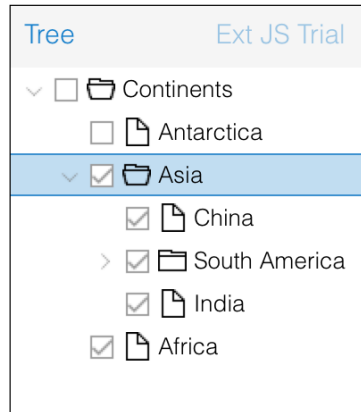 Tree Ext JS Trial
Continents
Antarctica
Asia
China
South America
India
Africa